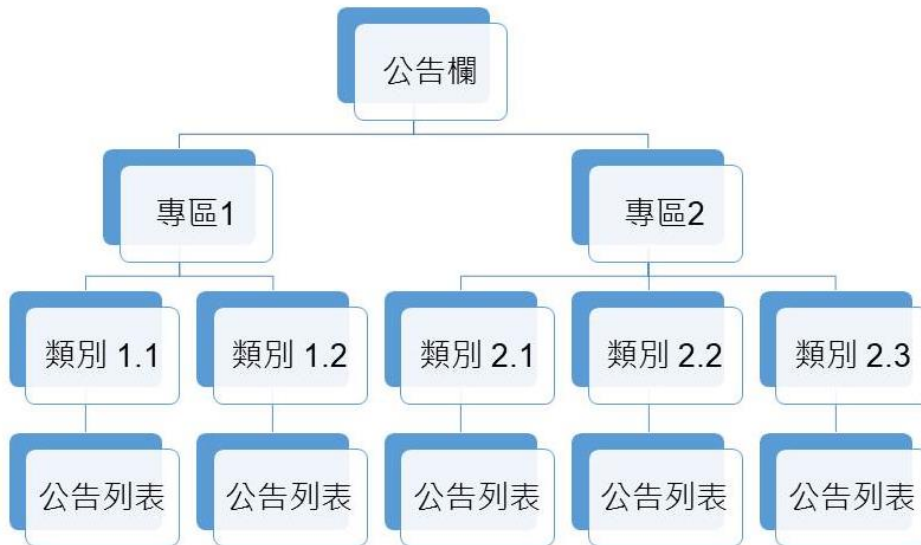 公告欄
專區1
專區2
類別 1.1
類別 1.2
類別 2.1
類別 2.2
類別 2.3
公告列表
公告列表
公告列表
公告列表
公告列表